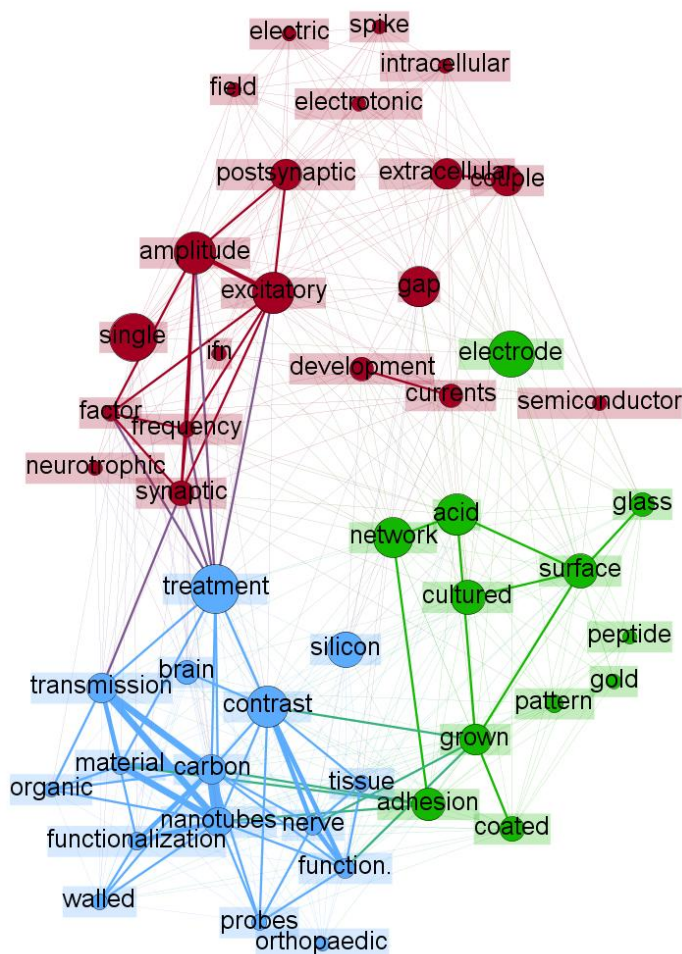 spike
electric
intracellular
field
electrotonic
postsynaptic
extracellular
couple
amplitude
excitatory
gap
single
ifn
electrode
development
factor
currents
semiconductor
frequency
neurotrophic
synaptic
glass
acid
network
surface
treatment
cultured
silicon
peptide
brain
transmission
gold
contrast
pattern
grown
material
carbon
tissue
organic
adhesion
nanotubes
nerve
coated
functionalization
function.
walled
probes
orthopaedic